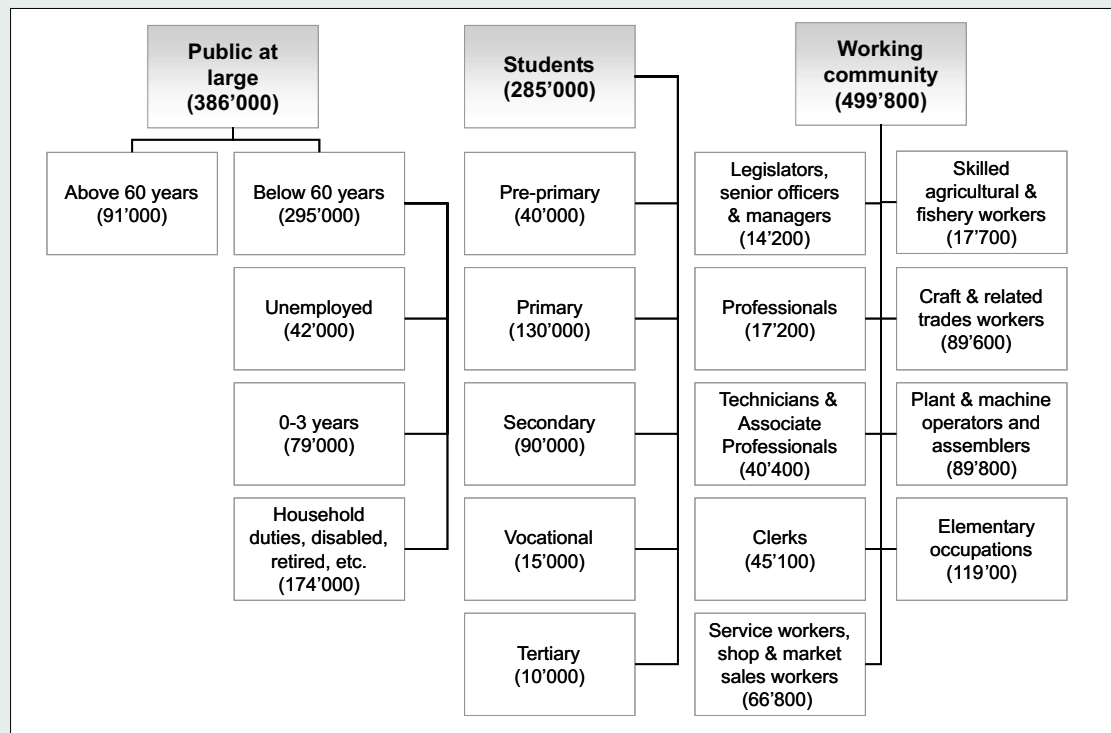 Public at
large
(386’000)
Above 60 years
(91’000)
Below 60 years
(295’000)
Unemployed
(42’000)
0-3 years
(79’000)
Household
duties, disabled,
retired, etc.
(174’000)
Students
(285’000)
Pre-primary
(40’000)
Primary
(130’000)
Secondary
(90’000)
Vocational
(15’000)
Tertiary
(10’000)
Working
community
(499’800)
Legislators,
senior officers
& managers
(14’200)
Professionals
(17’200)
Technicians &
Associate
Professionals
(40’400)
Clerks
(45’100)
Service workers,
shop & market
sales workers
(66’800)
Skilled
agricultural &
fishery workers
(17’700)
Craft & related
trades workers
(89’600)
Plant & machine
operators and
assemblers
(89’800)
Elementary
occupations
(119’00)